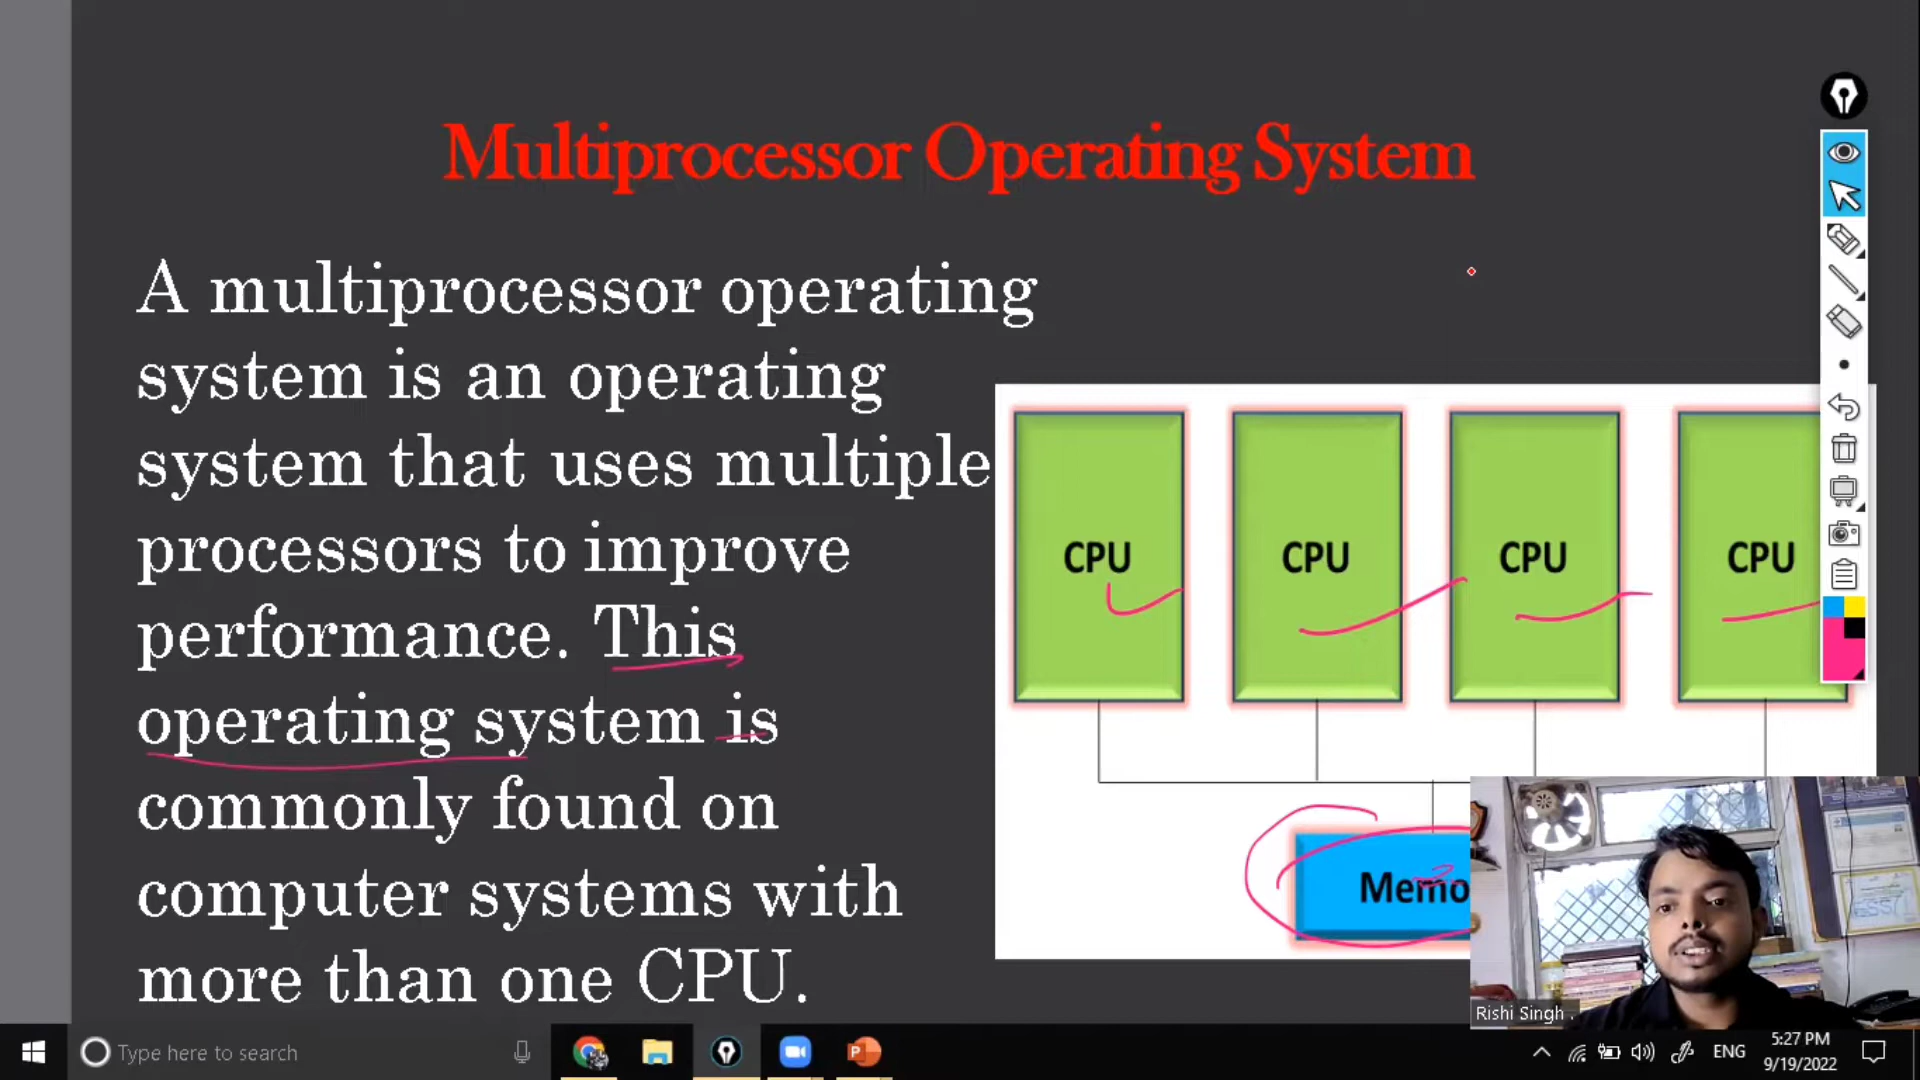 Multiprocessor Operating System
A multiprocessor operating
system is an operating
system that uses multiple
processors to improve
performance. This
operating system is
commonly found on
computer systems with
more than one CPU.
CPU
CPU
CPU
CPU
Memo
Rishi Singh .
Type here to search
ENG
5:27 PM
9/19/2022